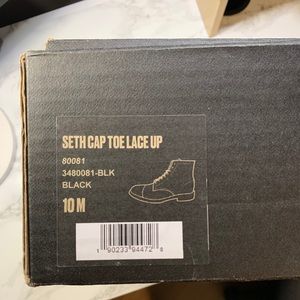 SETH CAP TOE LACE UP
80081
3480081-BLK
BLACK
10 M
1 90233 94472 8